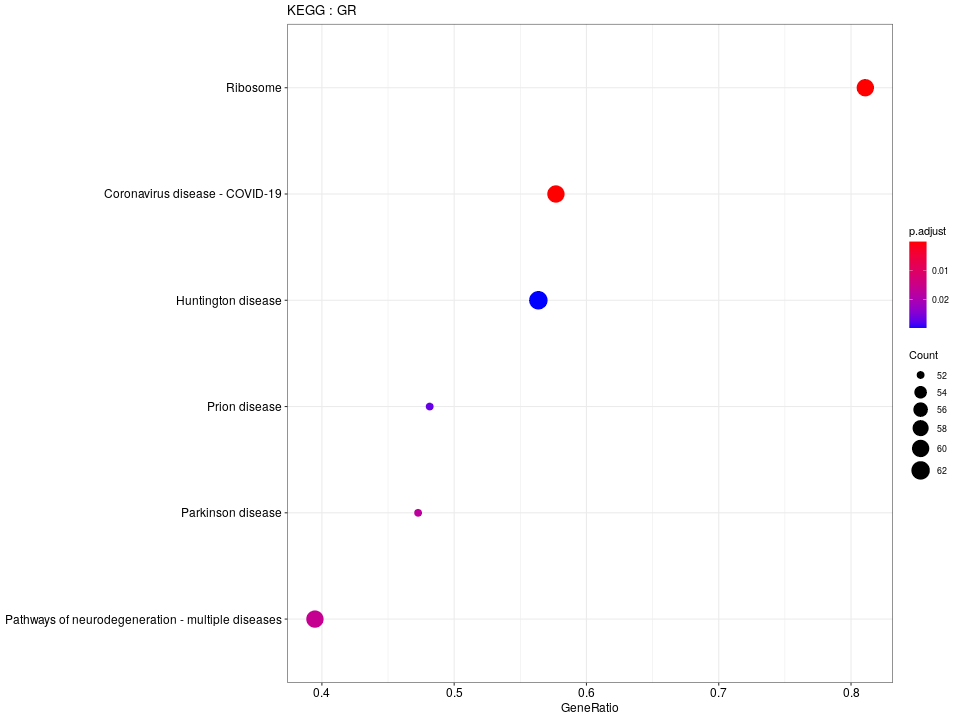 KEGG : GR
Ribosome
Coronavirus disease - COVID-19
Huntington disease
Prion disease
Parkinson disease
Pathways of neurodegeneration - multiple diseases
0.4 0.5 0.6 0.7 0.8
GeneRatio
p.adjust
0.01
0.02
Count
52
54
56
58
60
62